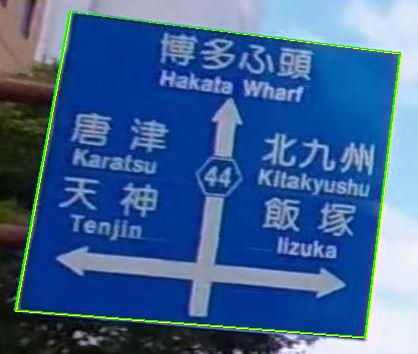 博多ふ頭
Hakata Wharf
唐津
Karatsu
天神
Tenjin
44
北九州
Kitakyushu
飯塚
Iizuka